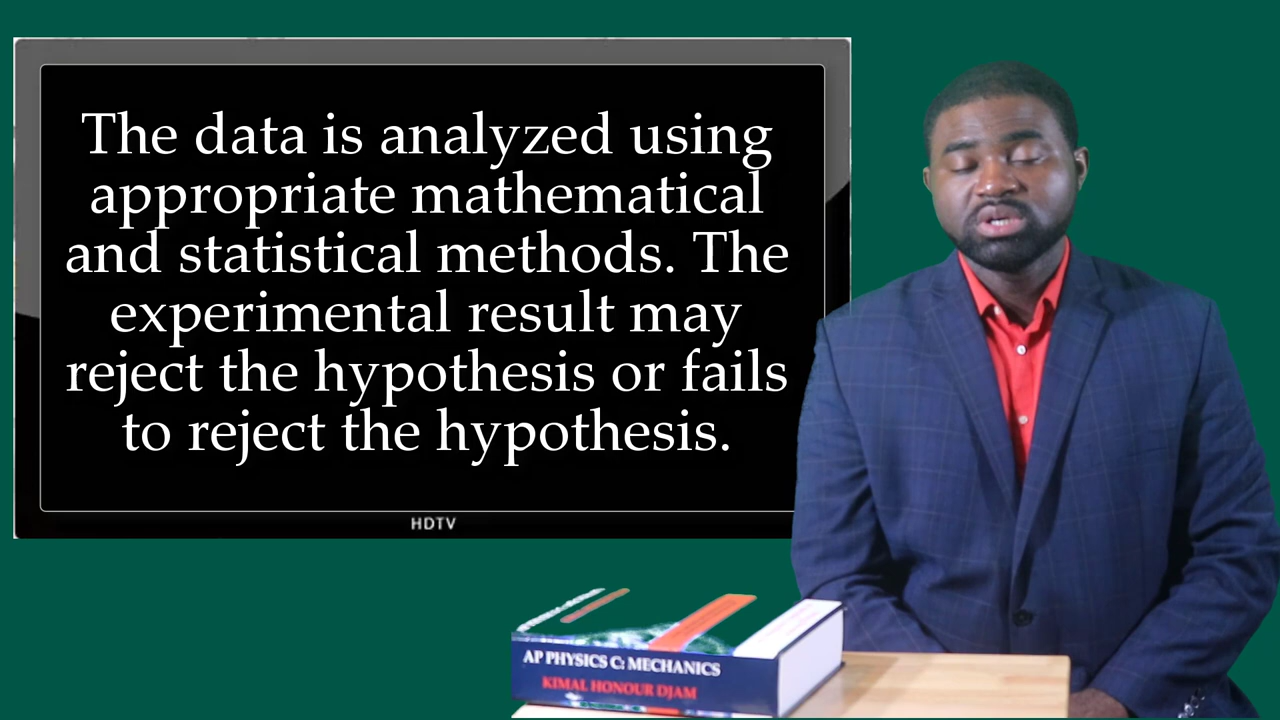 The data is analyzed using
appropriate mathematical
and statistical methods. The
experimental result may
reject the hypothesis or fails
to reject the hypothesis.
HDTV
AP PHYSICS C: MECHANICS
KIMAL HONOUR DJAM